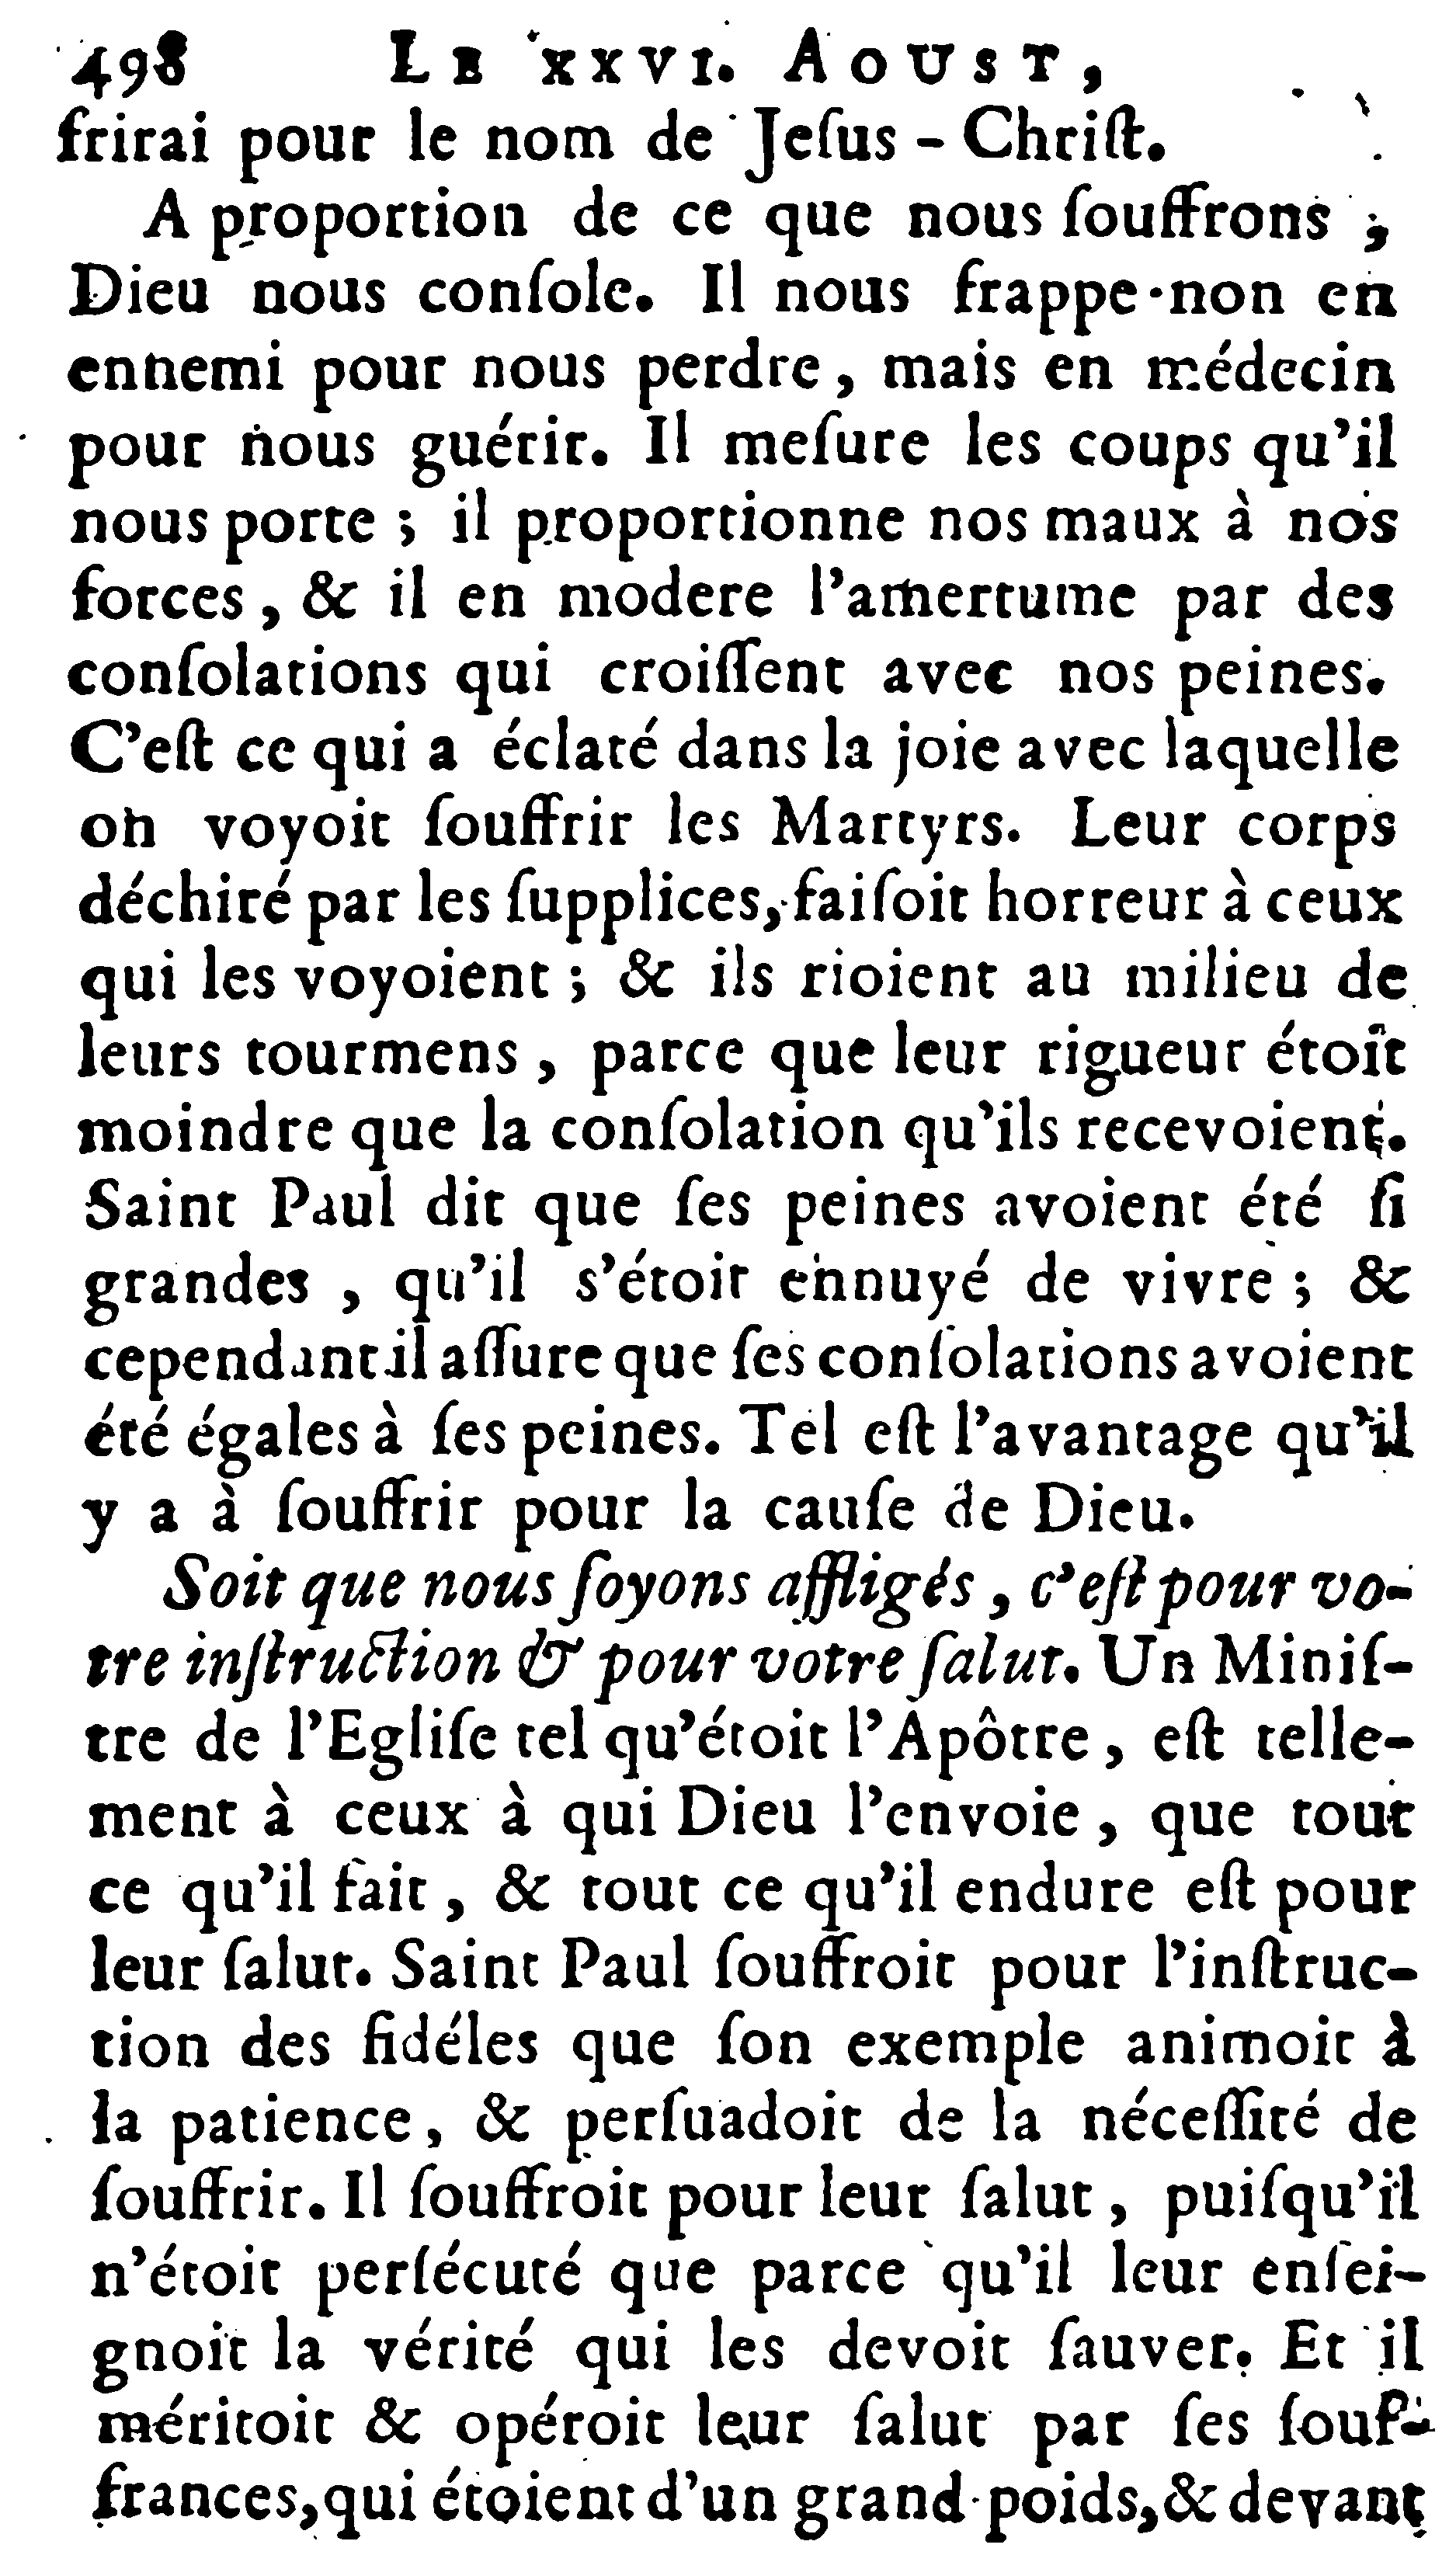 498 LE XXVI. AOUST,
frirai pour le nom de Jeſus-Chriſt.
A proportion de ce que nous ſouffrons,
Dieu nous conſole. Il nous frappe non en
ennemi pour nous perdre, mais en médecin
pour nous guérir. Il meſure les coups qu'il
nous porte ; il proportionne nos maux à nos
forces, & il en modere l'amertume par des
conſolations qui croiſſent avec nos peines.
C'eſt ce qui a éclaté dans la joie avec laquelle
on voyoit ſouffrir les Martyrs. Leur corps
déchiré par les ſupplices, faiſoit horreur à ceux
qui les voyoient ; & ils rioient au milieu de
leurs tourmens, parce que leur rigueur étoit
moindre que la conſolation qu'ils recevoient.
Saint Paul dit que ſes peines avoient été ſi
grandes, qu'il s'étoit ennuyé de vivre ; &
cependant il aſſure que ſes conſolations avoient
été égales à ſes peines. Tel eſt l'avantage qu'il
y a à ſouffrir pour la cauſe de Dieu.
Soit que nous ſoyons affligés, c'eſt pour vo-
tre inſtruction & pour votre ſalut. Un Miniſ-
tre de l'Egliſe tel qu'étoit l'Apôtre, eſt telle-
ment à ceux à qui Dieu l'envoie, que tout
ce qu'il fait, & tout ce qu'il endure eſt pour
leur ſalut. Saint Paul ſouffroit pour l'inſtruc-
tion des fidéles que ſon exemple animoit à
la patience, & perſuadoit de la néceſſité de
ſouffrir. Il ſouffroit pour leur ſalut, puiſqu'il
n'étoit perſécuté que parce qu'il leur enſei-
gnoit la vérité qui les devoit ſauver. Et il
méritoit & opéroit leur ſalut par ſes ſouf-
frances, qui étoient d'un grand poids, & devant